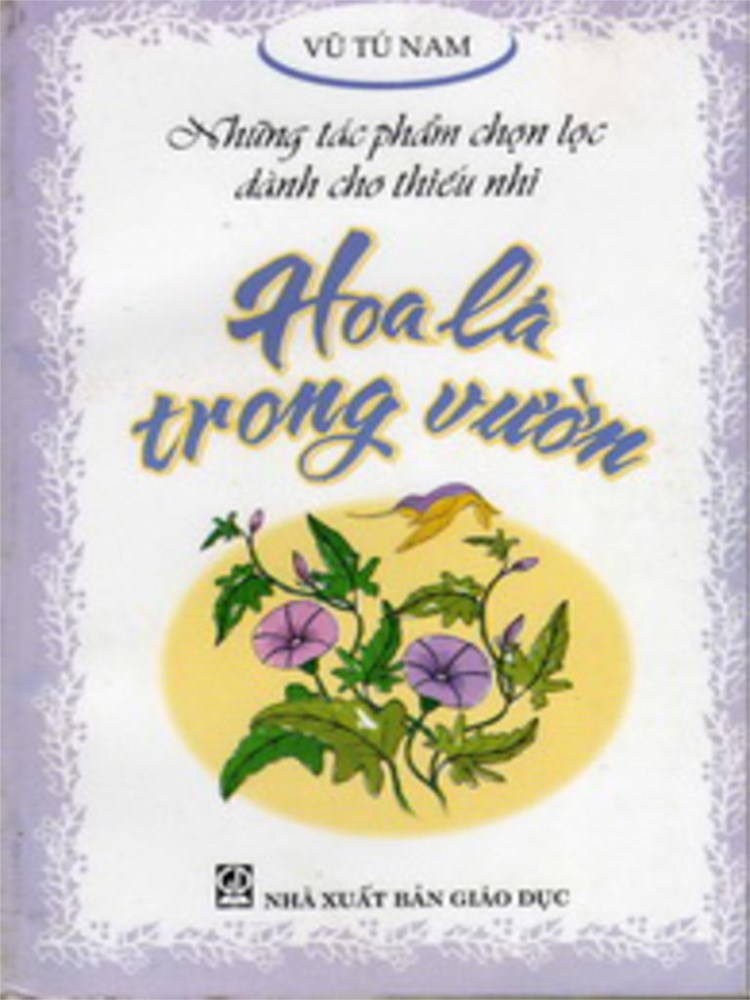 VŨ TÚ NAM
Những tác phẩm chọn lọc
dành cho thiếu nhi
Hoa lá
trong vườn
NHÀ XUẤT BẢN GIÁO DỤC